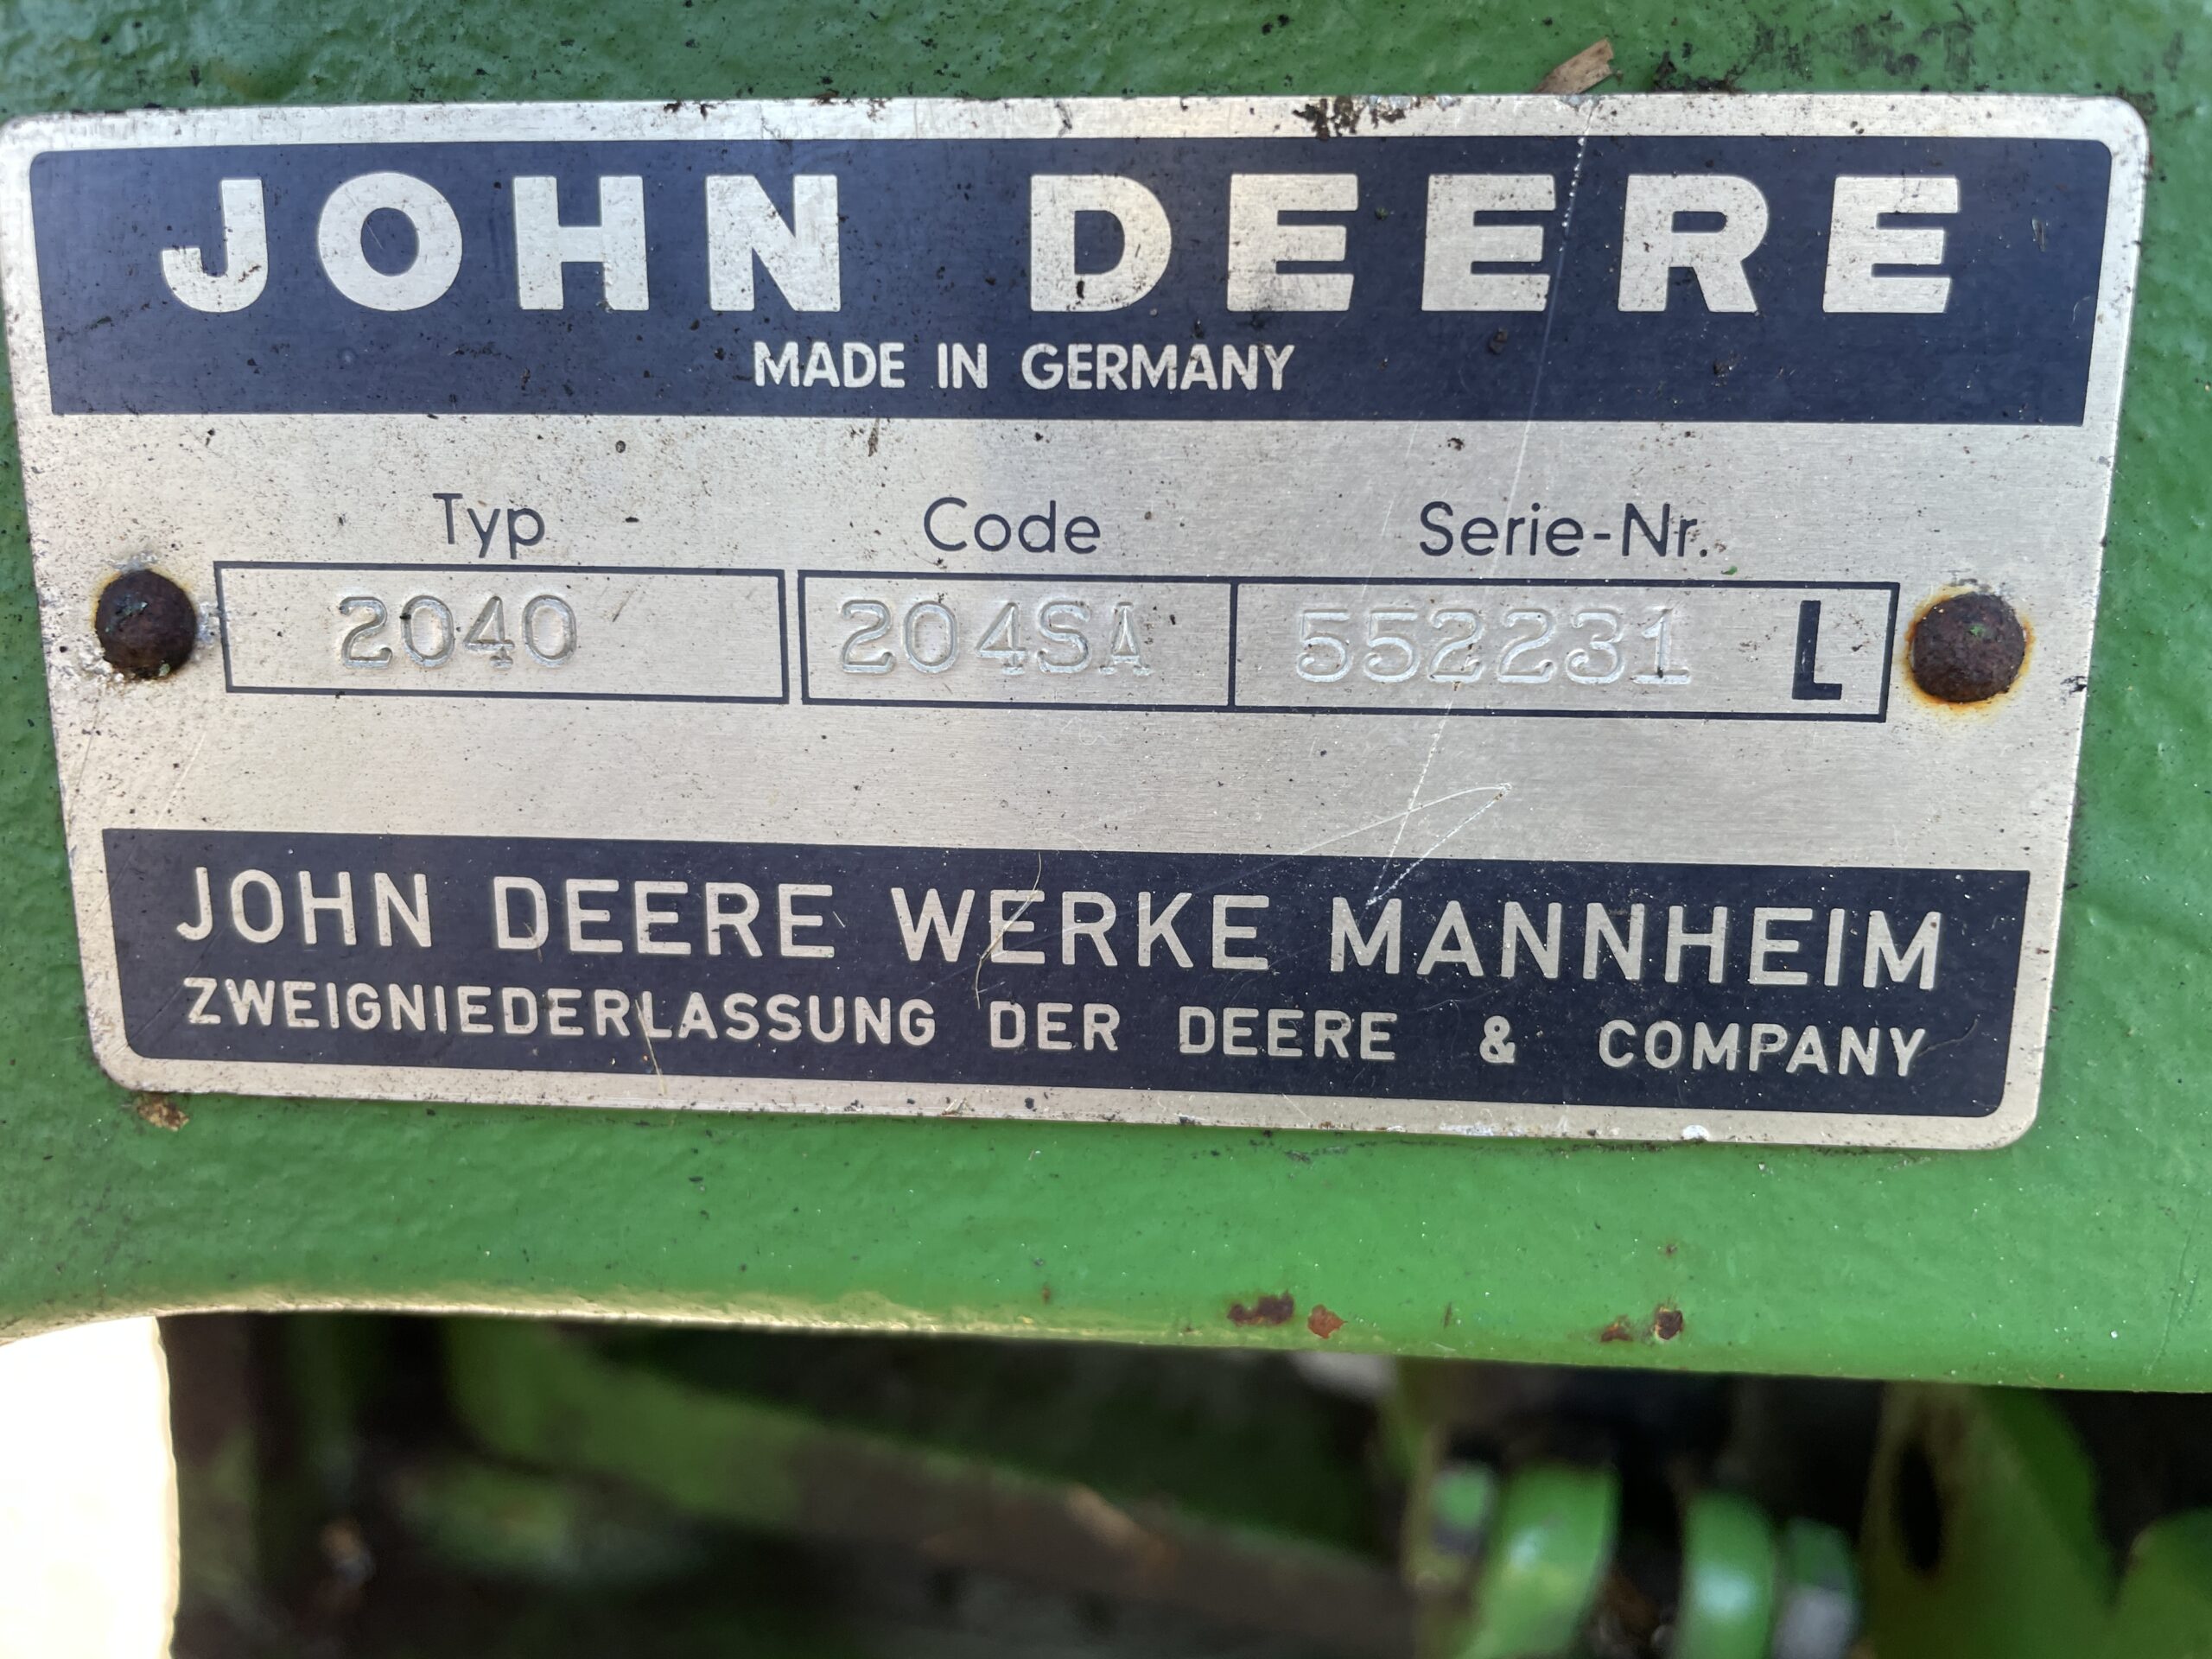 JOHN DEERE
MADE IN GERMANY
Typ Code Serie-Nr.
2040 204SA 552231 L
JOHN DEERE WERKE MANNHEIM
ZWEIGNIEDERLASSUNG DER DEERE & COMPANY